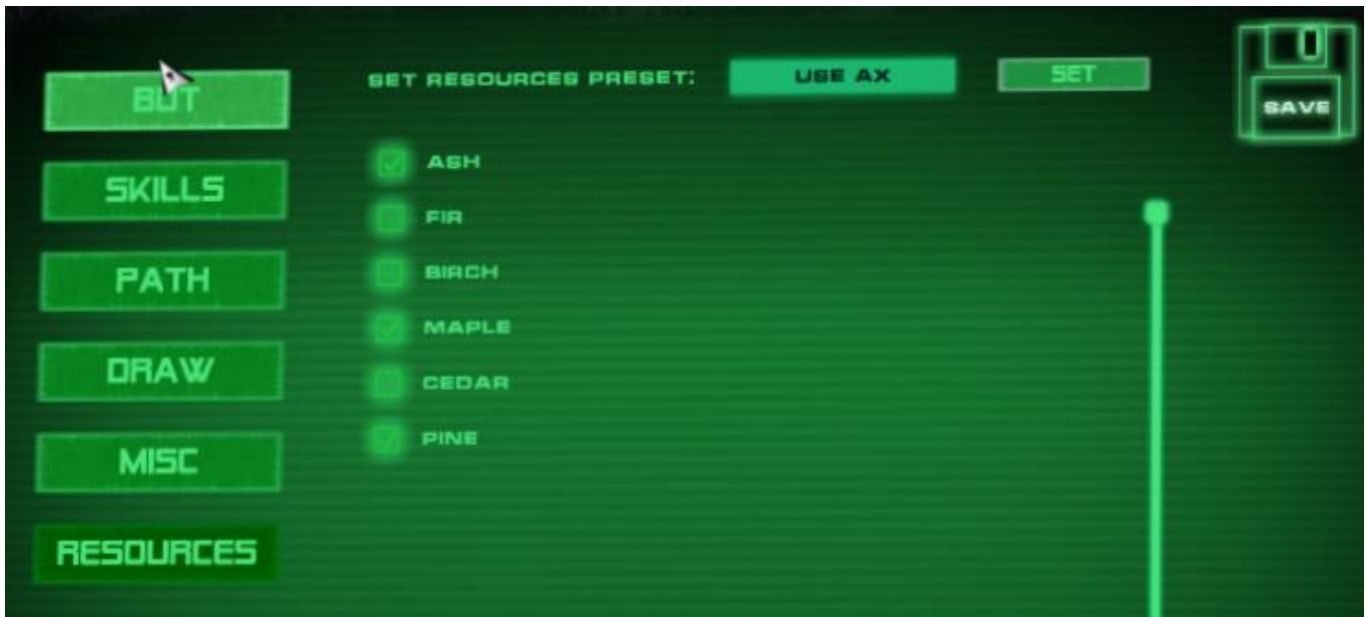 BOT
SKILLS
PATH
DRAW
MISC
RESOURCES
SET RESOURCES PRESET:
USE AX
SET
SAVE
ASH
FIR
BIRCH
MAPLE
CEDAR
PINE